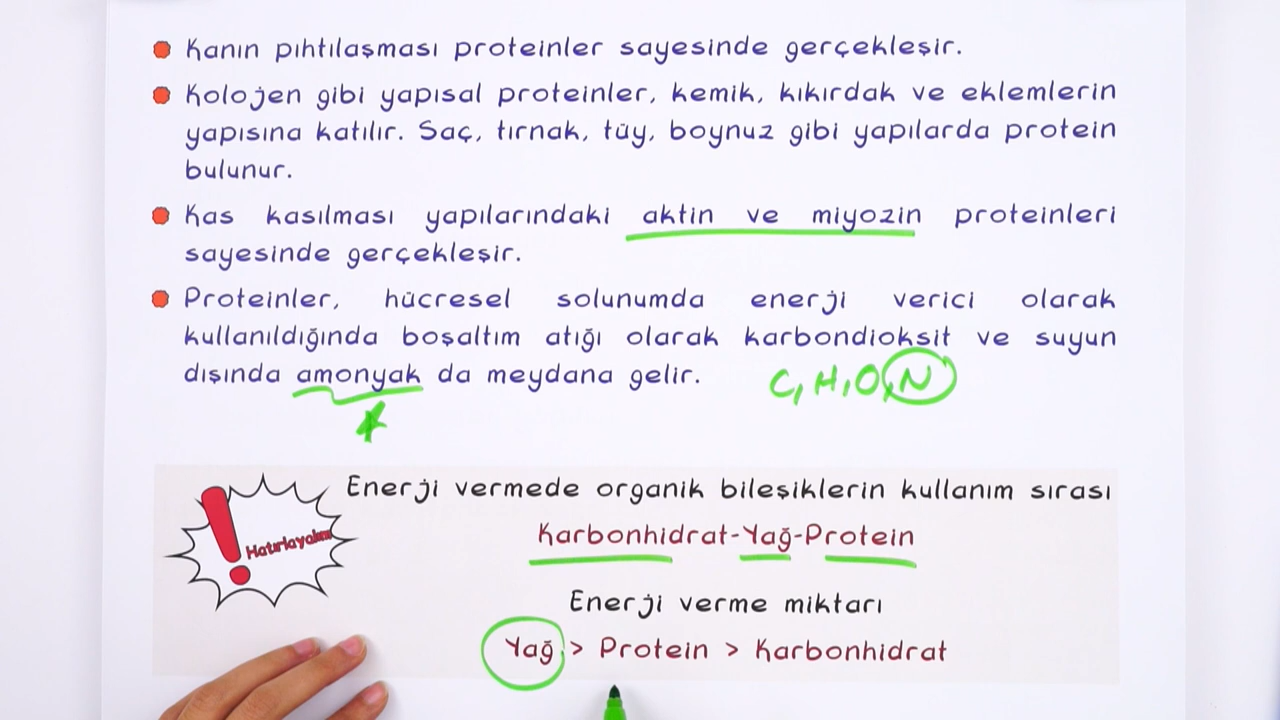 Kanın pıhtılaşması proteinler sayesinde gerçekleşir.
Kolojen gibi yapısal proteinler, kemik, kıkırdak ve eklemlerin
yapısına katılır. Saç, tırnak, tüy, boynuz gibi yapılarda protein
bulunur.
Kas kasılması yapılarındaki aktin ve miyozin proteinleri
sayesinde gerçekleşir.
Proteinler, hücresel solunumda enerji verici olarak
kullanıldığında boşaltım atığı olarak karbondioksit ve suyun
dışında amonyak da meydana gelir.
C, H, O, N
Enerji vermede organik bileşiklerin kullanım sırası
Hatırlayalım
Karbonhidrat-Yağ-Protein
Enerji verme miktarı
Yağ > Protein > Karbonhidrat